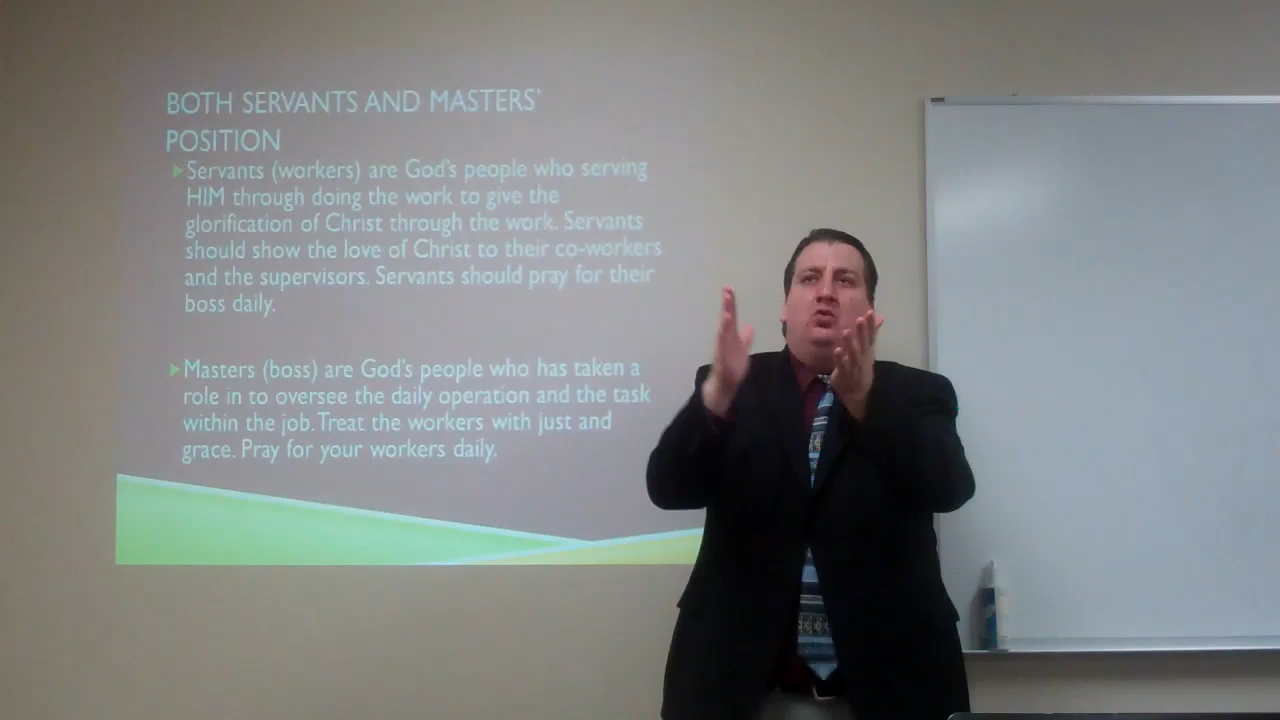 BOTH SERVANTS AND MASTERS'
POSITION
Servants (workers) are God's people who serving
HIM through doing the work to give the
glorification of Christ through the work. Servants
should show the love of Christ to their co-workers
and the supervisors. Servants should pray for their
boss daily.
Masters (boss) are God's people who has taken a
role in to oversee the daily operation and the task
within the job. Treat the workers with just and
grace. Pray for your workers daily.